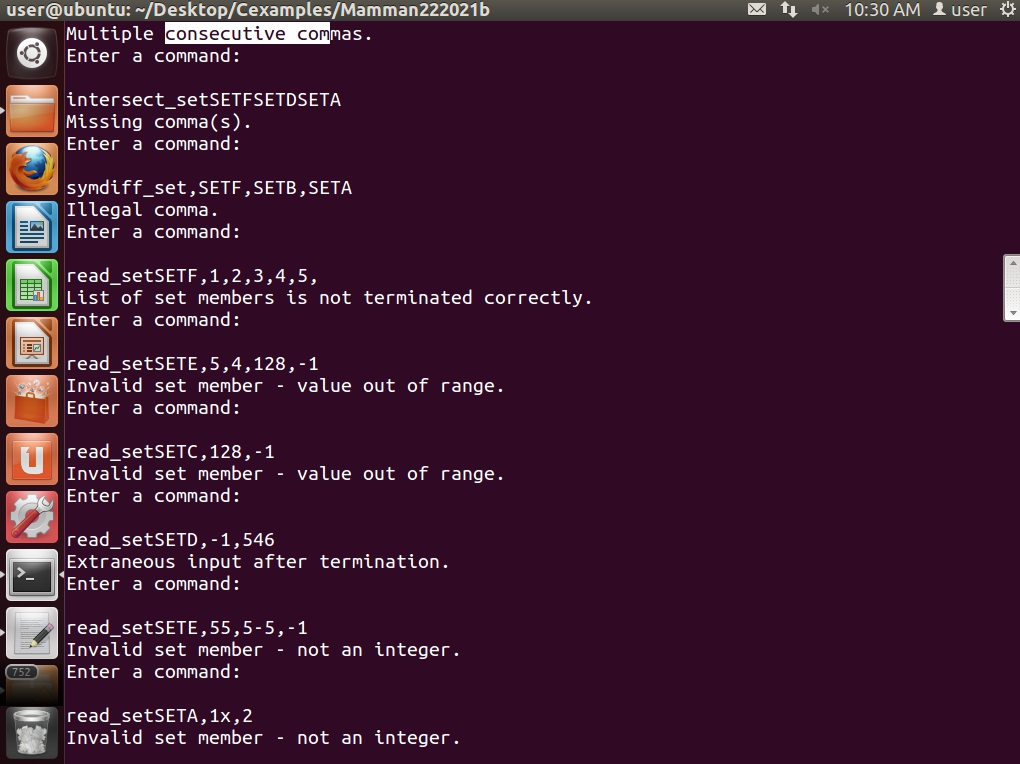 user@ubuntu: ~/Desktop/Cexamples/Mamman222021b
10:30 AM user
Multiple consecutive commas.
Enter a command:
intersect_setSETFSETDSETA
Missing comma(s).
Enter a command:
symdiff_set,SETF,SETB,SETA
Illegal comma.
Enter a command:
read_setSETF,1,2,3,4,5,
List of set members is not terminated correctly.
Enter a command:
read_setSETE,5,4,128,-1
Invalid set member - value out of range.
Enter a command:
read_setSETC,128,-1
Invalid set member - value out of range.
Enter a command:
read_setSETD,-1,546
Extraneous input after termination.
Enter a command:
read_setSETE,55,5-5,-1
Invalid set member - not an integer.
Enter a command:
752
read_setSETA,1x,2
Invalid set member - not an integer.